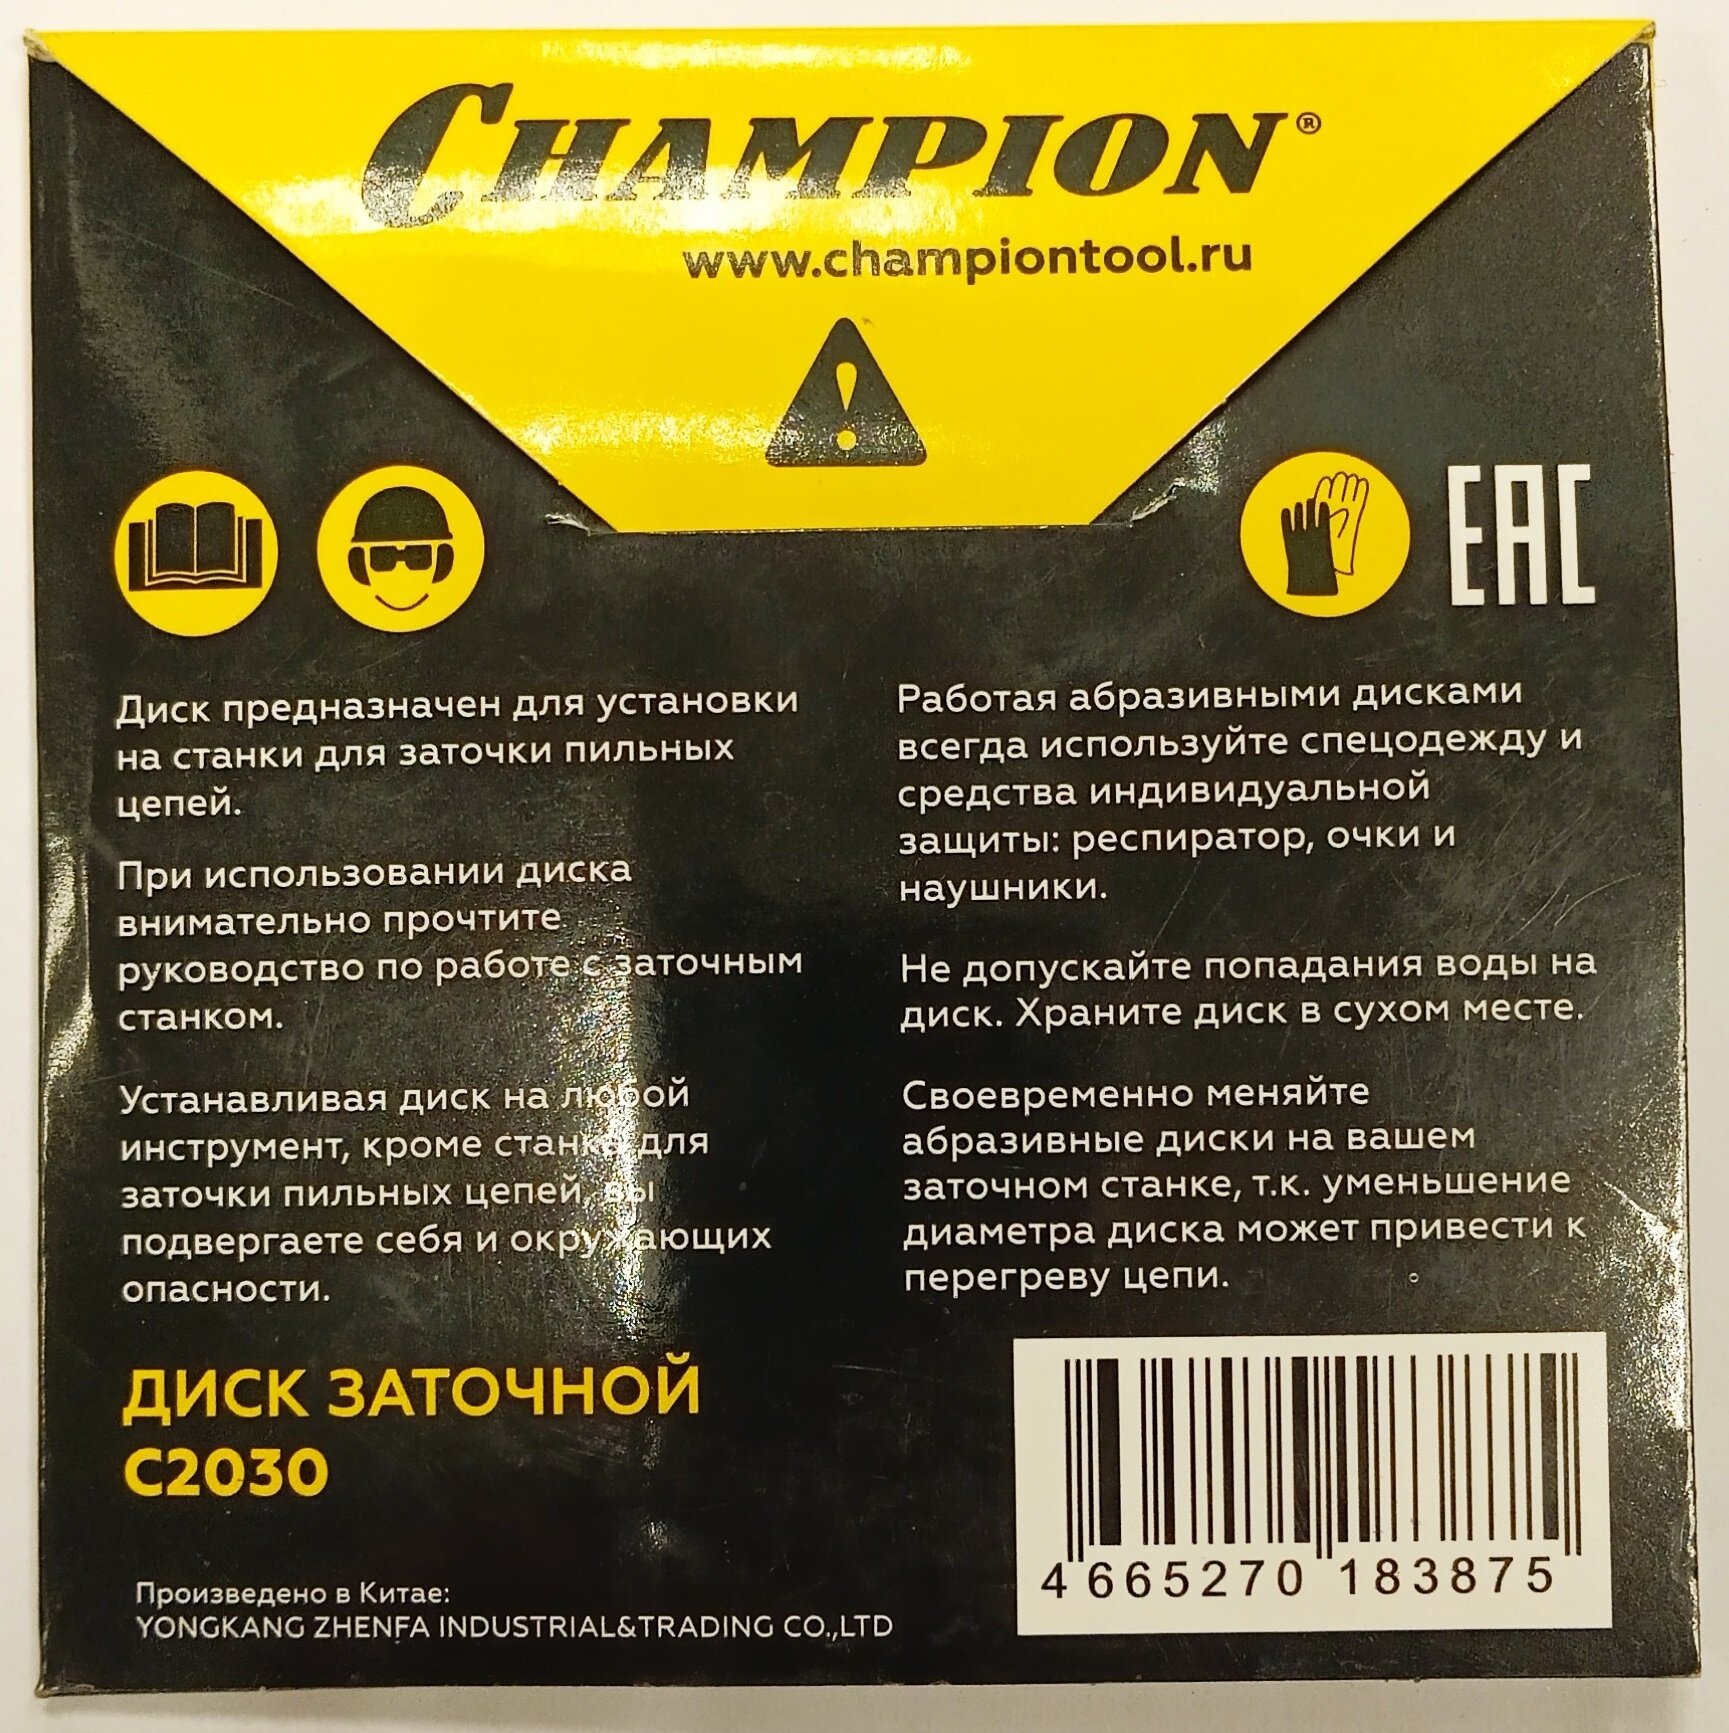 CHAMPION®
www.championtool.ru
EAC
Диск предназначен для установки
на станки для заточки пильных
цепей.
При использовании диска
внимательно прочтите
руководство по работе с заточным
станком.
Устанавливая диск на любой
инструмент, кроме станка для
заточки пильных цепей, вы
подвергаете себя и окружающих
опасности.
Работая абразивными дисками
всегда используйте спецодежду и
средства индивидуальной
защиты: респиратор, очки и
наушники.
Не допускайте попадания воды на
диск. Храните диск в сухом месте.
Своевременно меняйте
абразивные диски на вашем
заточном станке, т.к. уменьшение
диаметра диска может привести к
перегреву цепи.
ДИСК ЗАТОЧНОЙ
C2030
Произведено в Китае:
YONGKANG ZHENFA INDUSTRIAL&TRADING CO.,LTD
4 665270 183875